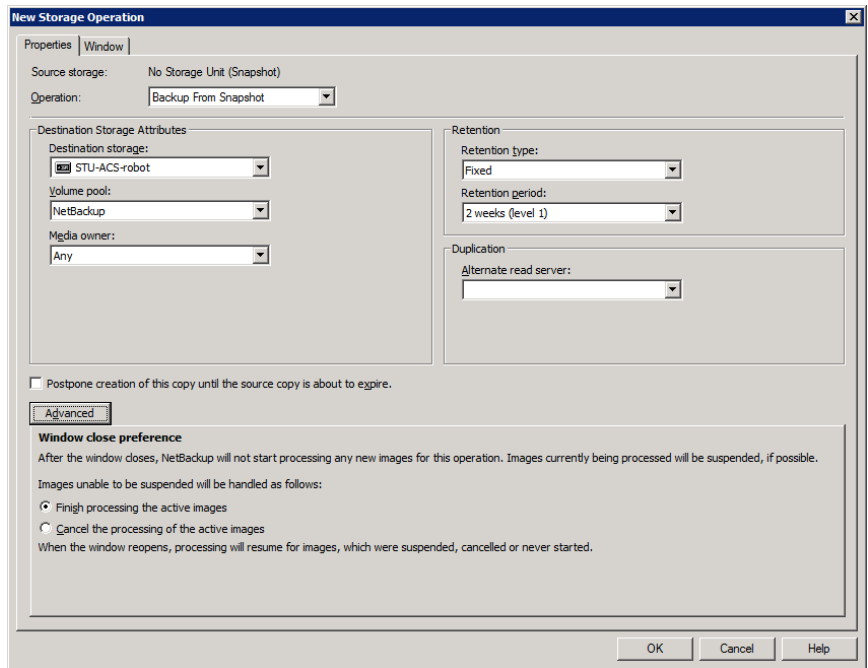 New Storage Operation
Properties
Window
Source storage: No Storage Unit (Snapshot)
Operation: Backup From Snapshot
Destination Storage Attributes
Destination storage:
STU-ACS-robot
Volume pool:
NetBackup
Media owner:
Any
Retention
Retention type:
Fixed
Retention period:
2 weeks (level 1)
Duplication
Alternate read server:
Postpone creation of this copy until the source copy is about to expire.
Advanced
Window close preference
After the window closes, NetBackup will not start processing any new images for this operation. Images currently being processed will be suspended, if possible.
Images unable to be suspended will be handled as follows:
Finish processing the active images
Cancel the processing of the active images
When the window reopens, processing will resume for images, which were suspended, cancelled or never started.
OK
Cancel
Help